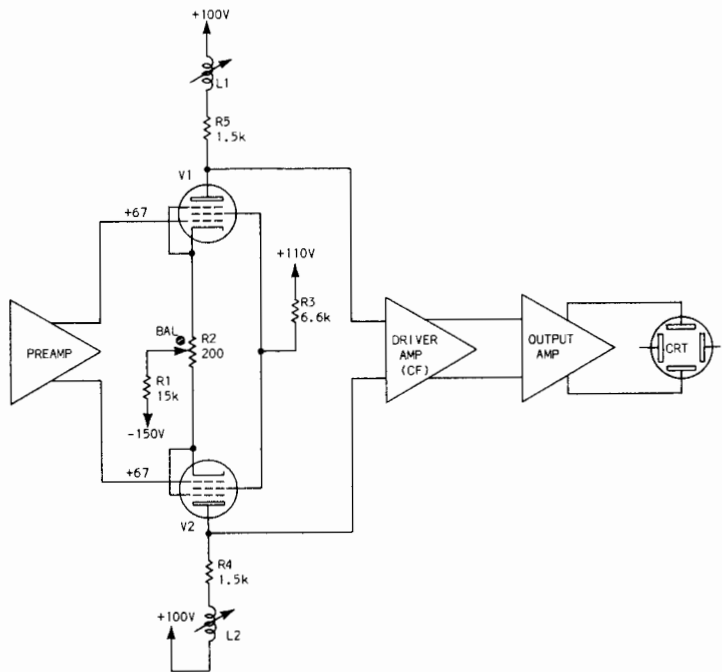 +100V
L1
R5
1.5k
V1
+67
+110V
R3
6.6k
BAL
R2
200
PREAMP
R1
15k
-150V
DRIVER
AMP
(CF)
OUTPUT
AMP
CRT
+67
V2
R4
1.5k
+100V
L2